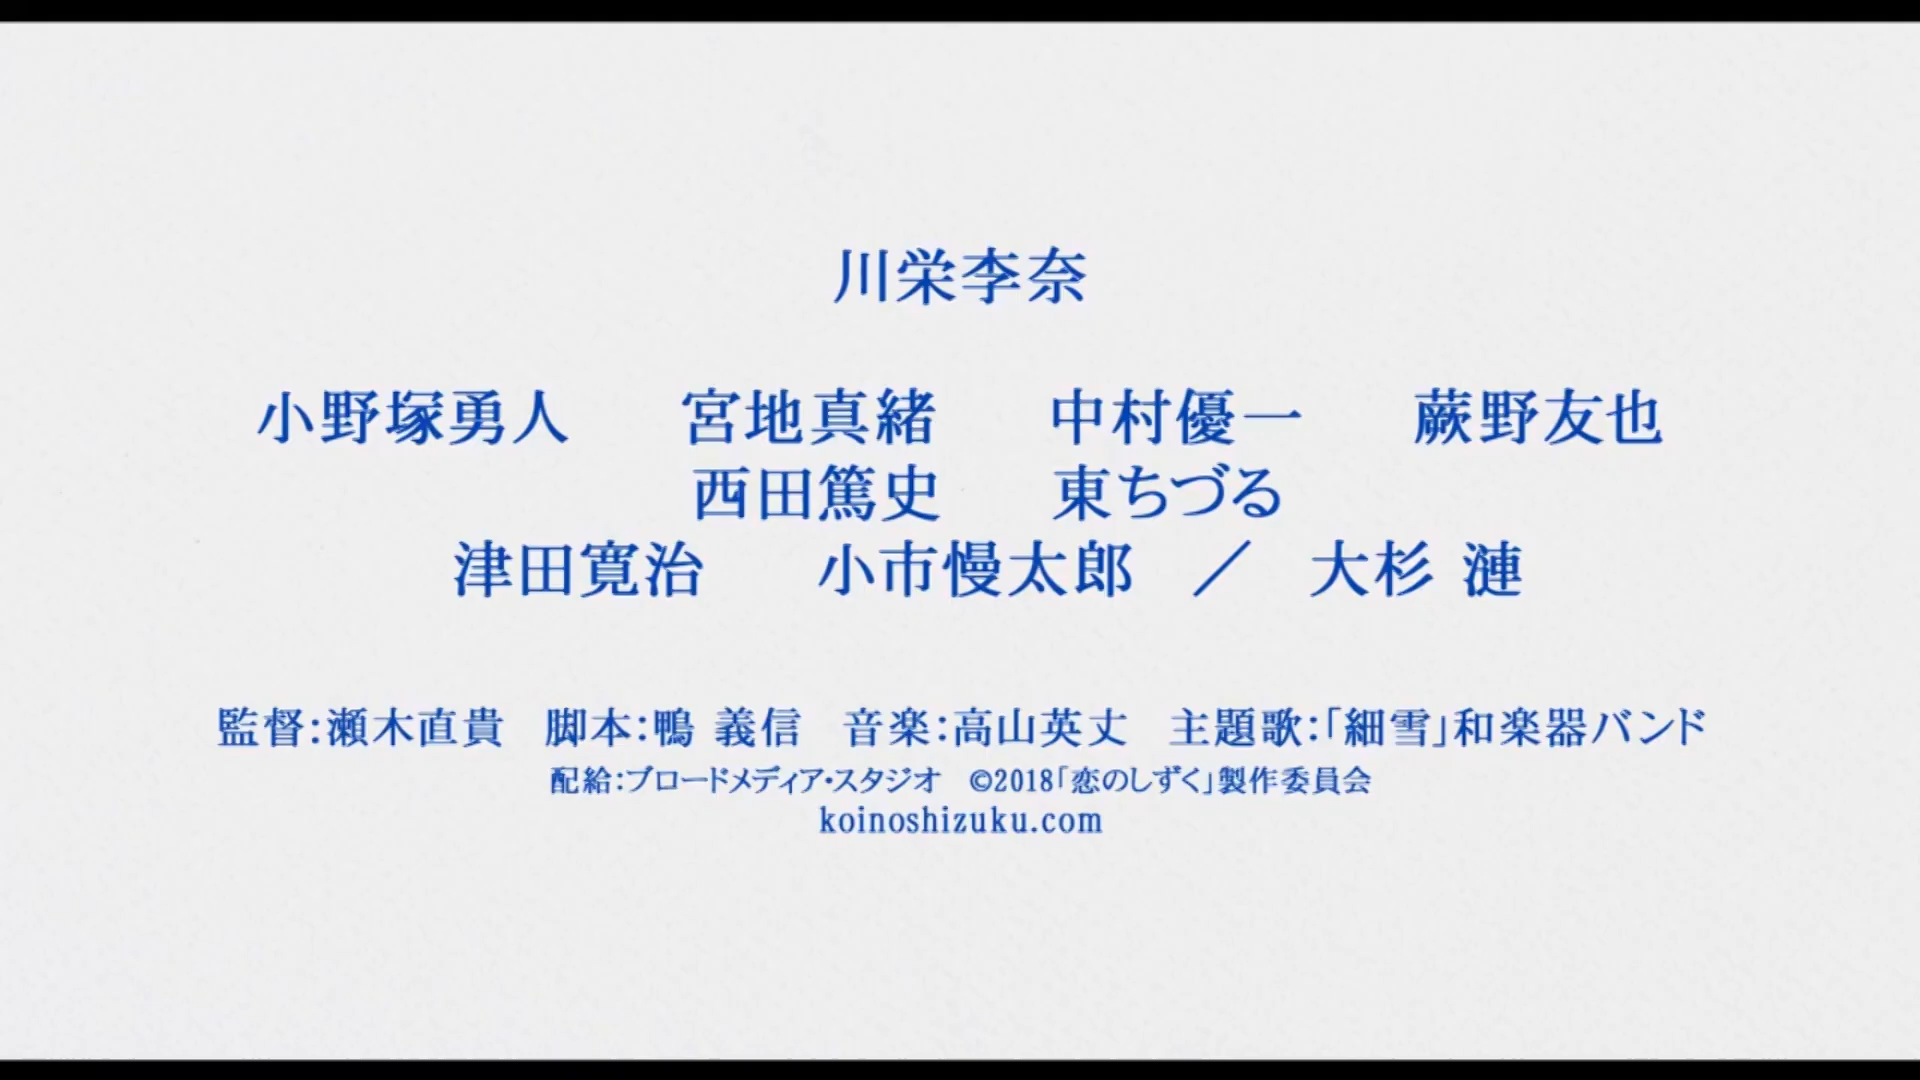 川栄李奈
小野塚勇人　宮地真緒　中村優一　蕨野友也
西田篤史　東ちづる
津田寛治　小市慢太郎　／　大杉 漣
監督:瀬木直貴　脚本:鴨 義信　音楽:高山英丈　主題歌:「細雪」和楽器バンド
配給:ブロードメディア・スタジオ　©2018「恋のしずく」製作委員会
koinoshizuku.com